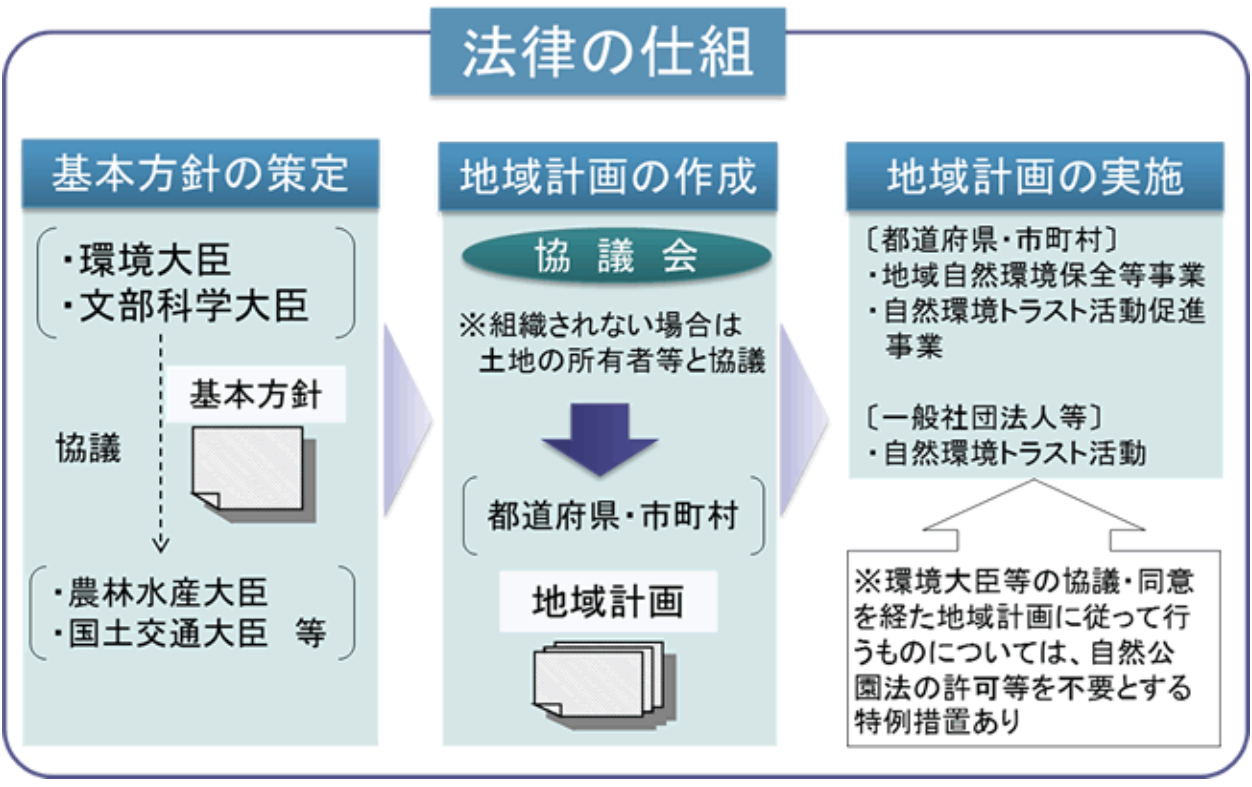 法律の仕組
基本方針の策定
・環境大臣
・文部科学大臣
基本方針
協議
・農林水産大臣
・国土交通大臣 等
地域計画の作成
協議会
※組織されない場合は
土地の所有者等と協議
都道府県・市町村
地域計画
地域計画の実施
〔都道府県・市町村〕
・地域自然環境保全等事業
・自然環境トラスト活動促進
事業
〔一般社団法人等〕
・自然環境トラスト活動
※環境大臣等の協議・同意
を経た地域計画に従って行
うものについては、自然公
園法の許可等を不要とする
特例措置あり